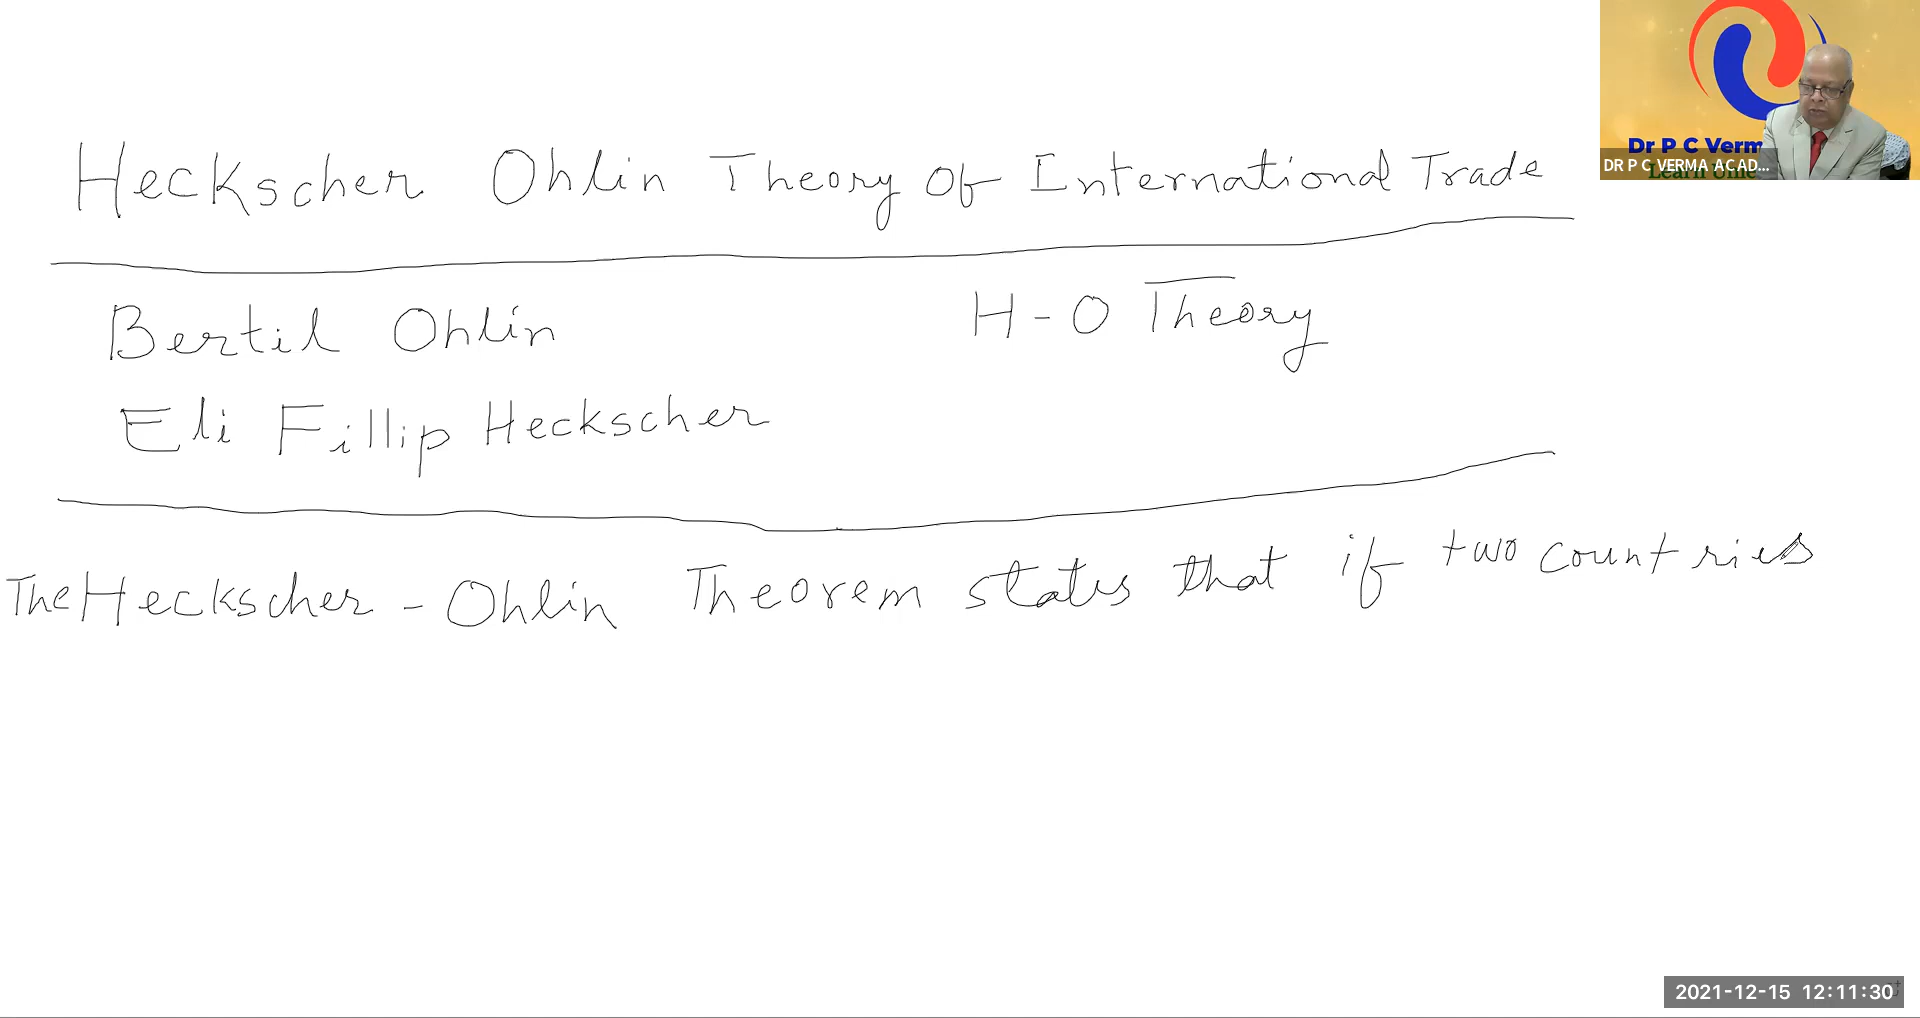 Heckscher Ohlin Theory of International Trade
Bertil Ohlin
H-O Theory
Eli Fillip Heckscher
The Heckscher - Ohlin Theorem states that if two countries
Dr P C Verm
DR P C VERMA ACAD...
2021-12-15 12:11:30